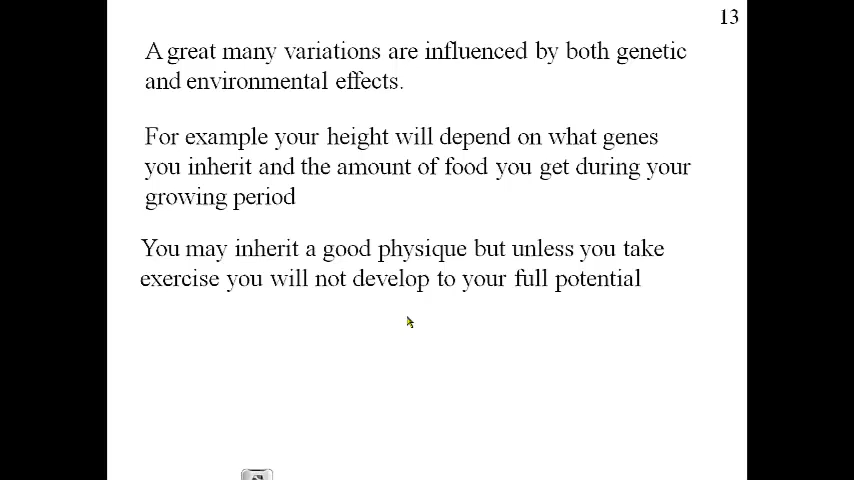 13
A great many variations are influenced by both genetic
and environmental effects.
For example your height will depend on what genes
you inherit and the amount of food you get during your
growing period
You may inherit a good physique but unless you take
exercise you will not develop to your full potential